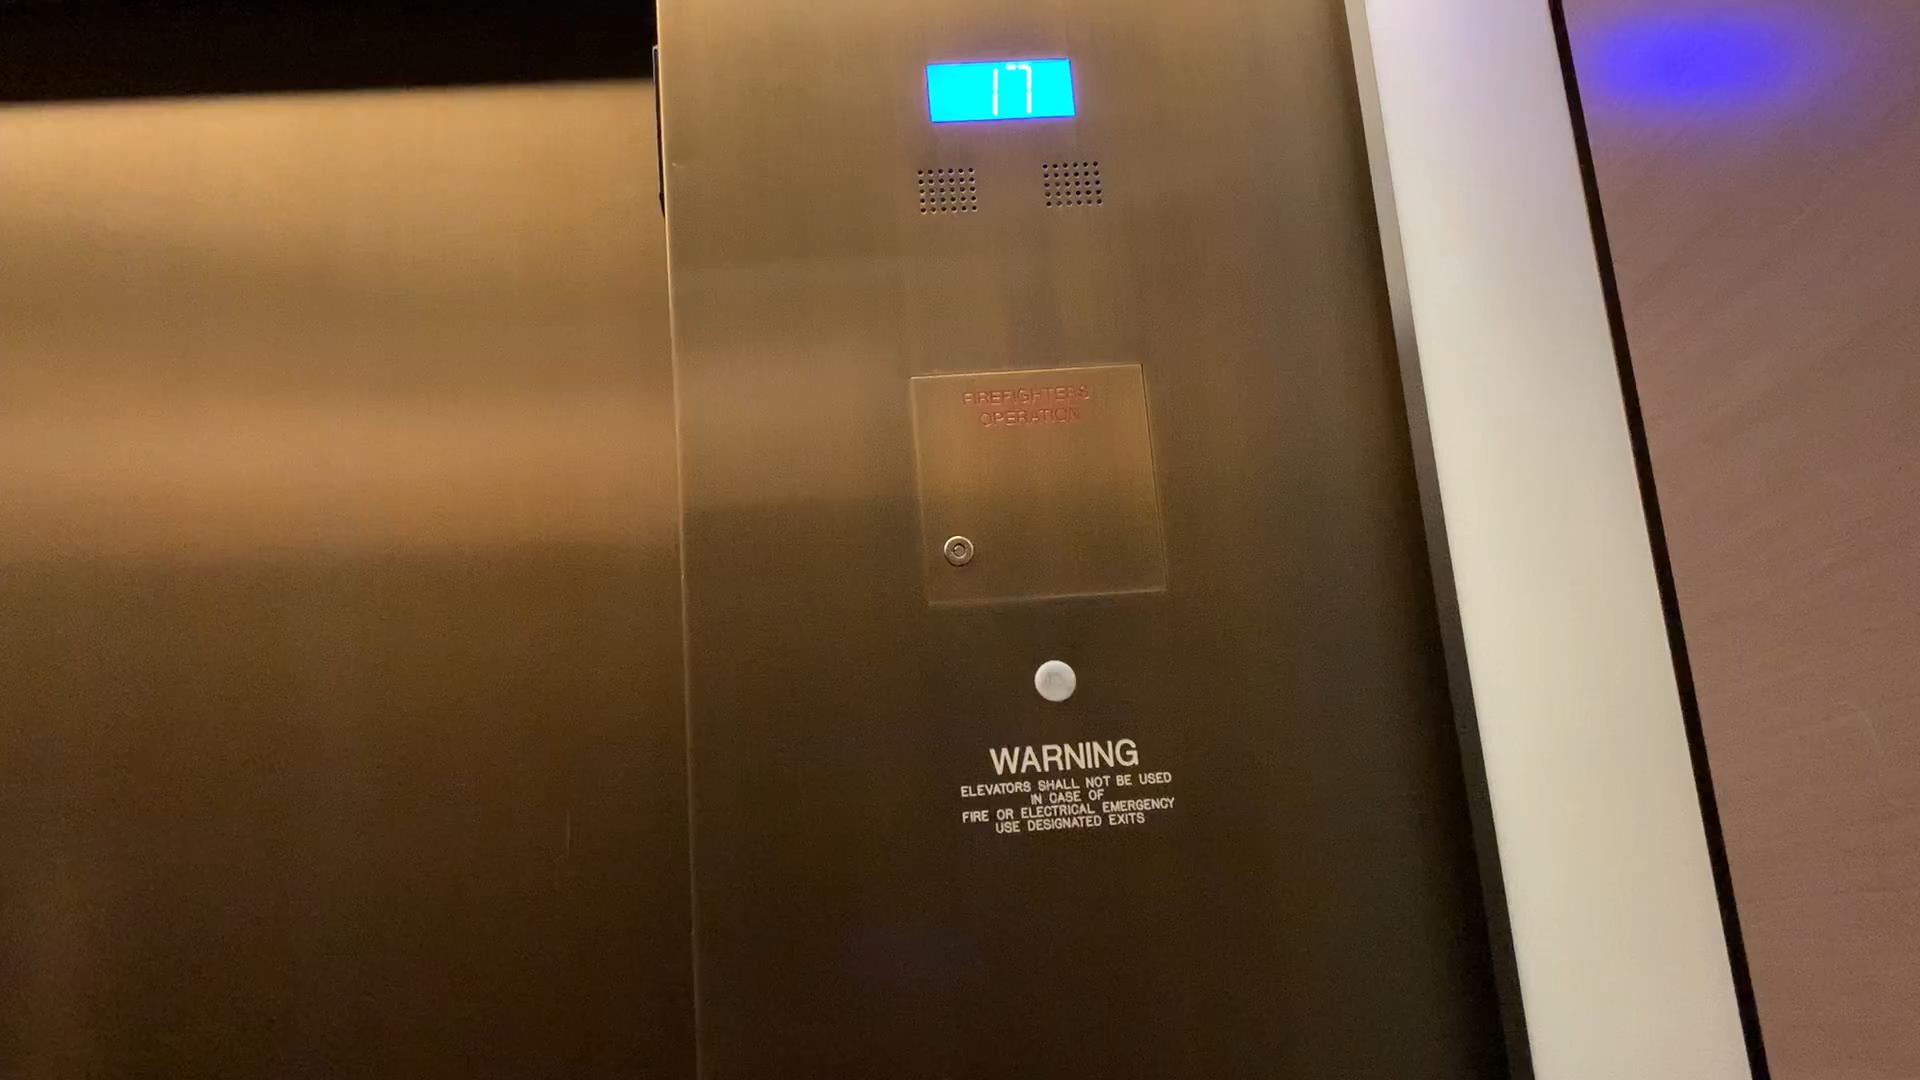 17
FIREFIGHTERS'
OPERATION
WARNING
ELEVATORS SHALL NOT BE USED
IN CASE OF
FIRE OR ELECTRICAL EMERGENCY
USE DESIGNATED EXITS